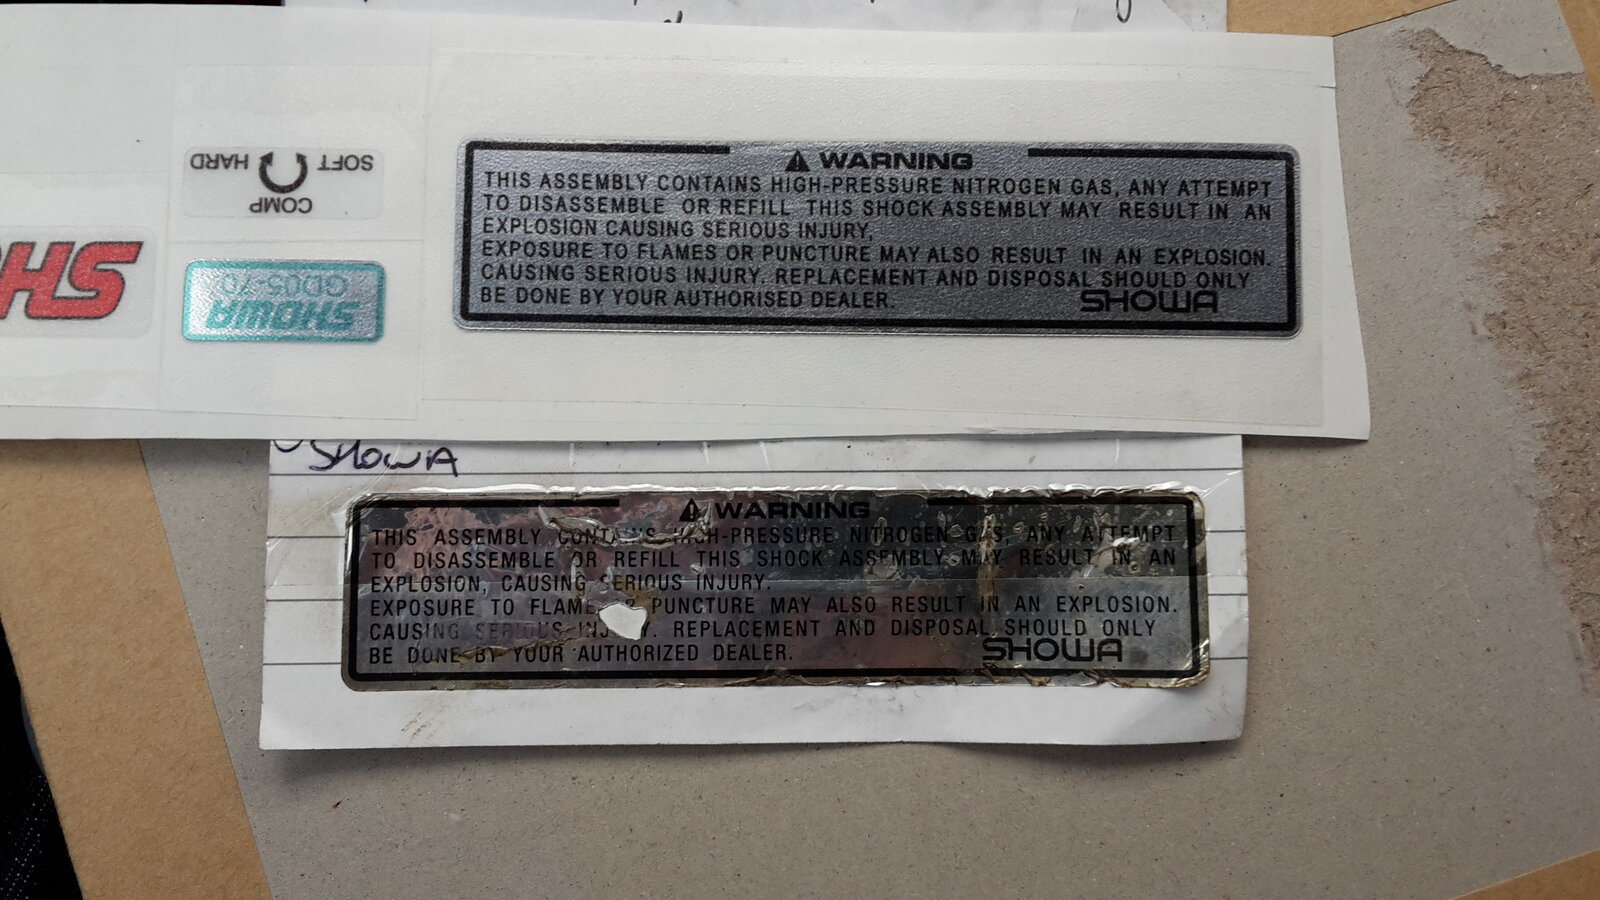 SOFT HARD
COMP
SHOWA
GD05-70
SH
WARNING
THIS ASSEMBLY CONTAINS HIGH-PRESSURE NITROGEN GAS, ANY ATTEMPT
TO DISASSEMBLE OR REFILL THIS SHOCK ASSEMBLY MAY RESULT IN AN
EXPLOSION CAUSING SERIOUS INJURY,
EXPOSURE TO FLAMES OR PUNCTURE MAY ALSO RESULT IN AN EXPLOSION.
CAUSING SERIOUS INJURY. REPLACEMENT AND DISPOSAL SHOULD ONLY
BE DONE BY YOUR AUTHORISED DEALER.
SHOWA
SHOWA
WARNING
THIS ASSEMBLY CONTAINS HIGH-PRESSURE NITROGEN GAS, ANY ATTEMPT
TO DISASSEMBLE OR REFILL THIS SHOCK ASSEMBLY MAY RESULT IN AN
EXPLOSION, CAUSING SERIOUS INJURY.
EXPOSURE TO FLAME PUNCTURE MAY ALSO RESULT IN AN EXPLOSION.
CAUSING SERIOUS REPLACEMENT AND DISPOSAL SHOULD ONLY
BE DONE BY YOUR AUTHORIZED DEALER.
SHOWA